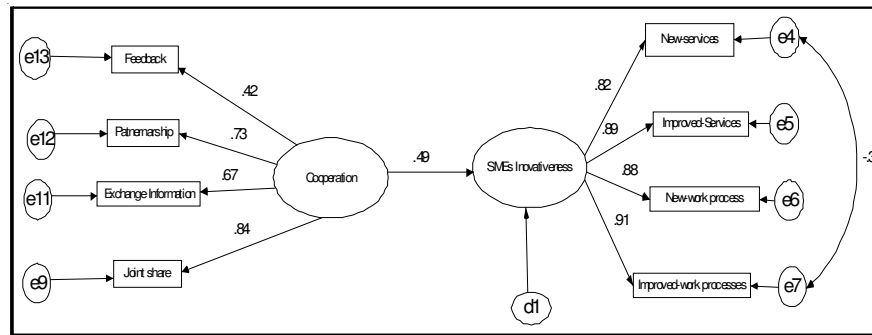 e13
Feedback
.42
e12
Patnernarship
.73
e11
Exchange Information
.67
e9
Joint share
.84
Cooperation
.49
SMEs Inovativeness
d1
.82
New-services
e4
.89
Improved-Services
e5
.88
New-work process
e6
.91
Improved-work processes
e7